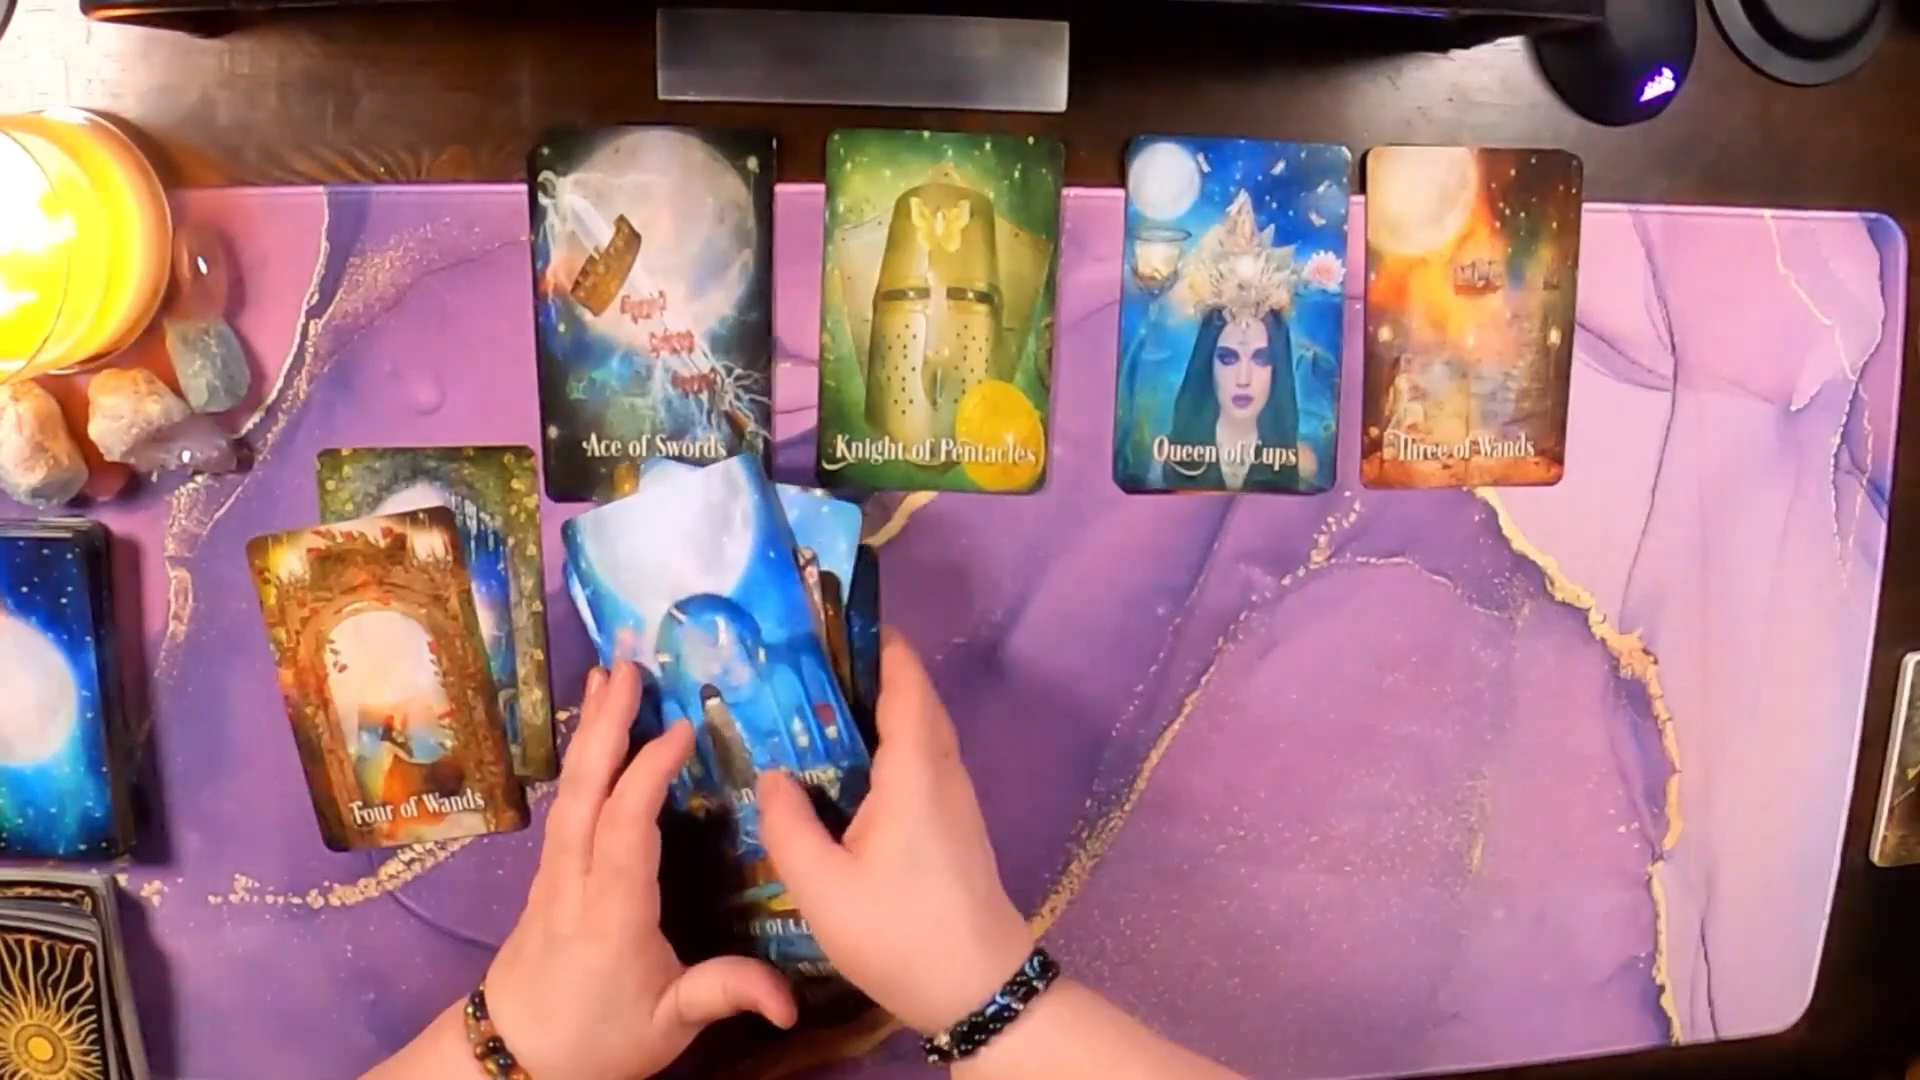 Ace of Swords
Knight of Pentacles
Queen of Cups
Three of Wands
Four of Wands